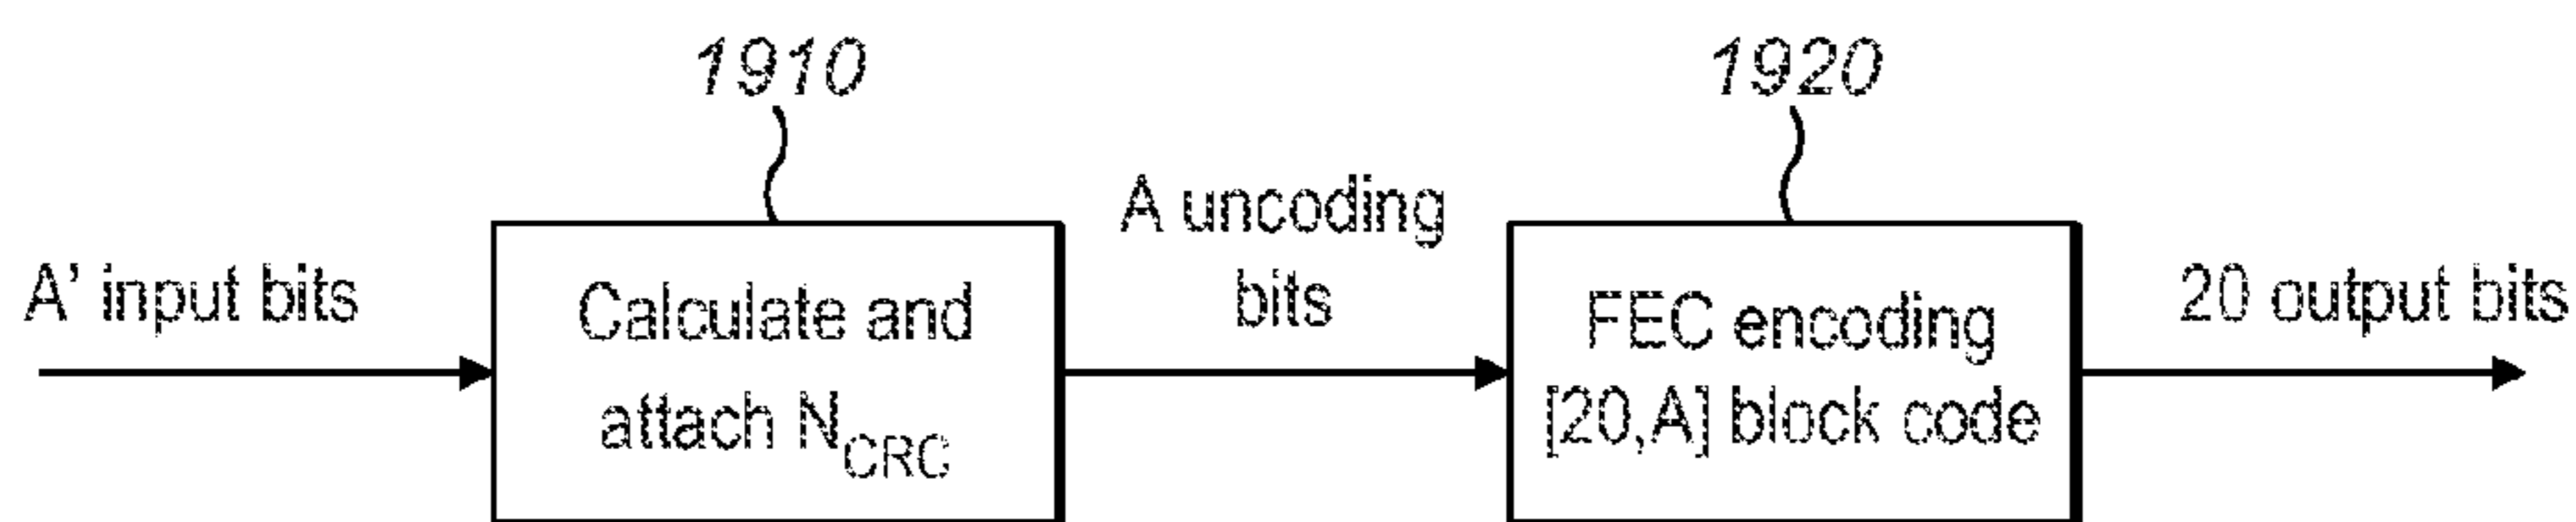 1910
1920
A' input bits
Calculate and
attach N_CRC
A uncoding
bits
FEC encoding
[20,A] block code
20 output bits